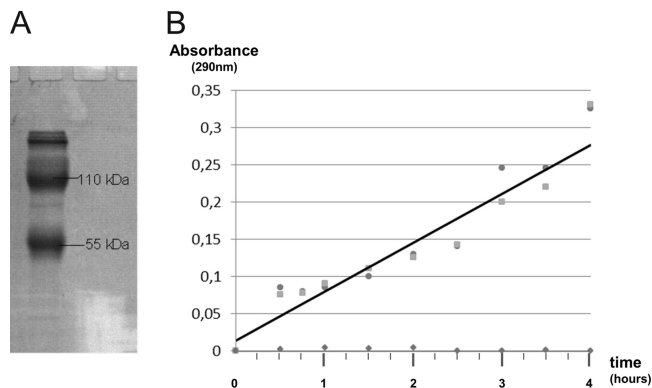 A
110 kDa
55 kDa
B
Absorbance
(290nm)
0,35
0,3
0,25
0,2
0,15
0,1
0,05
0
0 1 2 3 4
time
(hours)